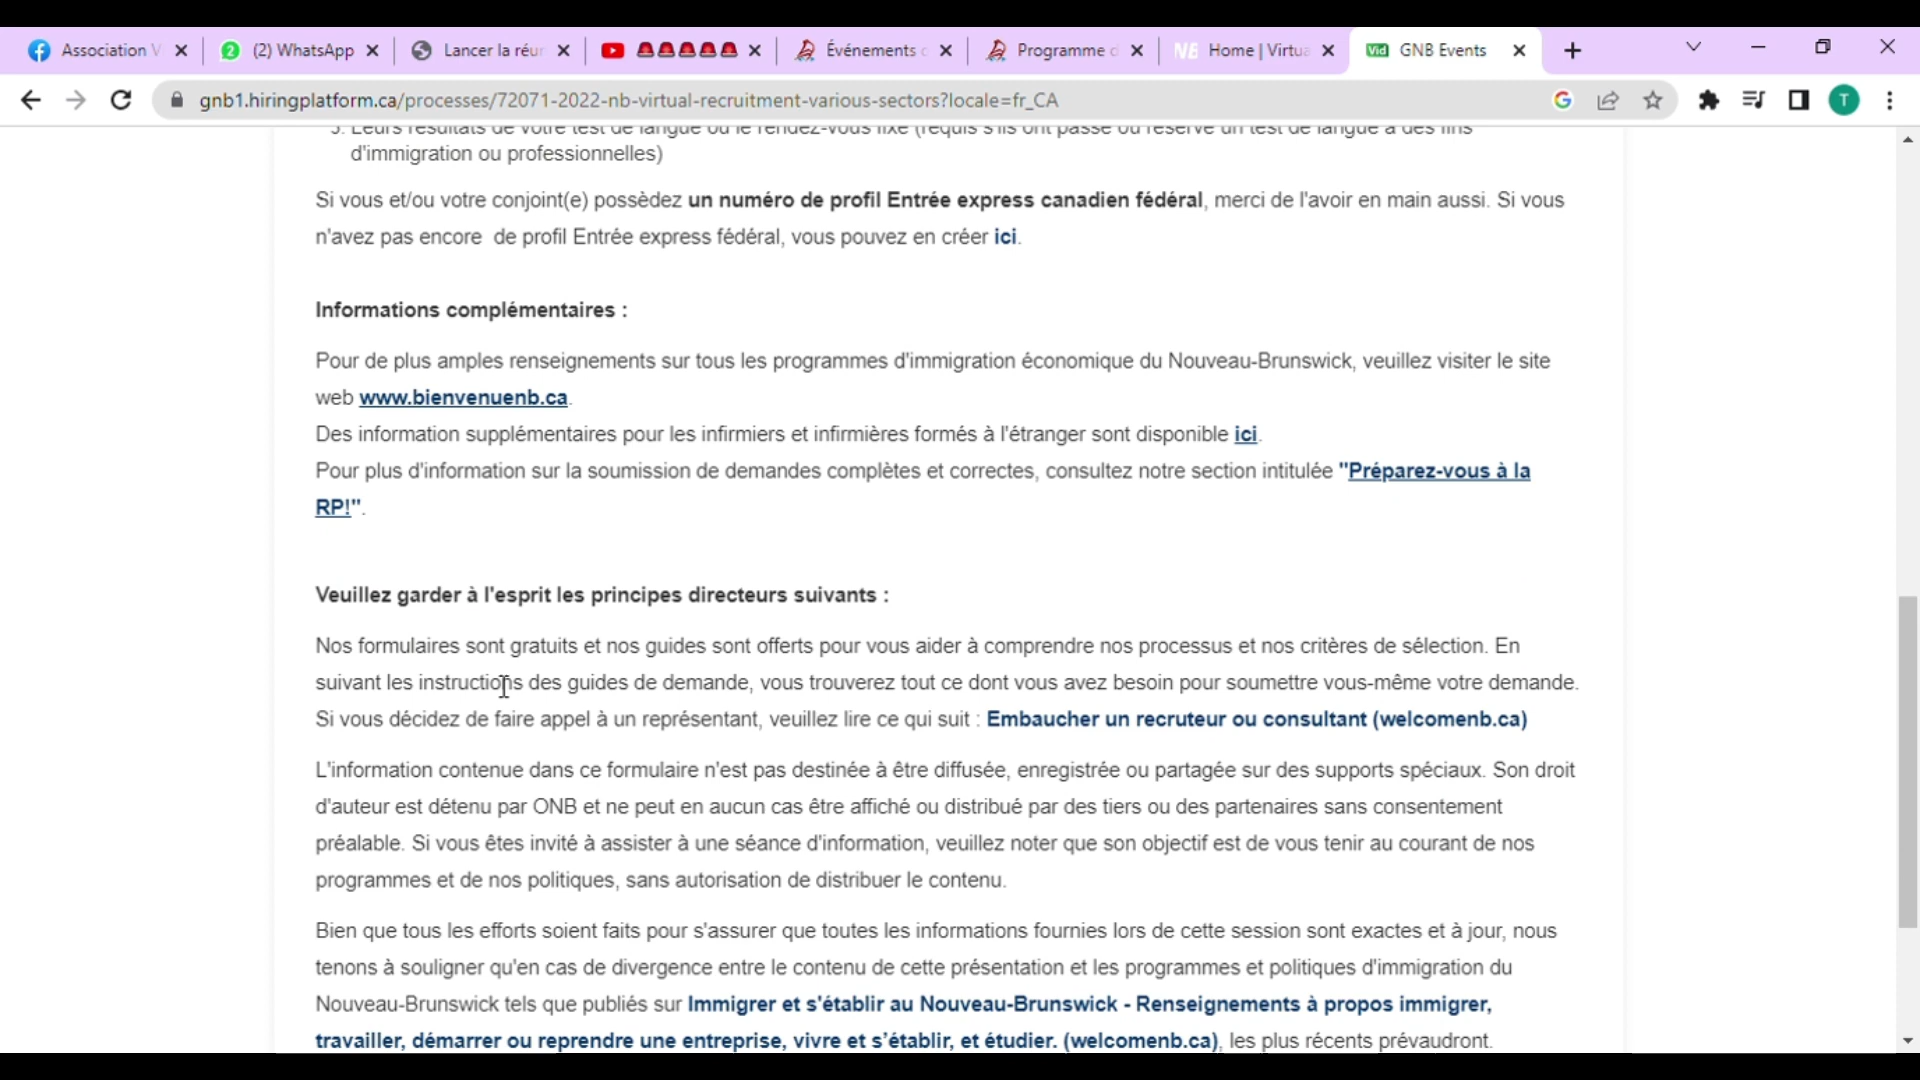 Association V
(2) WhatsApp
Lancer la réu
Événements
Programme
Home | Virtua
GNB Events
gnb1.hiringplatform.ca/processes/72071-2022-nb-virtual-recruitment-various-sectors?locale=fr_CA
T
5. Leurs résultats de votre test de langue ou le rendez-vous fixé (requis s'ils ont passé ou réservé un test de langue à des fins
d'immigration ou professionnelles)
Si vous et/ou votre conjoint(e) possèdez un numéro de profil Entrée express canadien fédéral, merci de l'avoir en main aussi. Si vous
n'avez pas encore de profil Entrée express fédéral, vous pouvez en créer ici.
Informations complémentaires :
Pour de plus amples renseignements sur tous les programmes d'immigration économique du Nouveau-Brunswick, veuillez visiter le site
web www.bienvenuenb.ca.
Des information supplémentaires pour les infirmiers et infirmières formés à l'étranger sont disponible ici.
Pour plus d'information sur la soumission de demandes complètes et correctes, consultez notre section intitulée "Préparez-vous à la
RP!".
Veuillez garder à l'esprit les principes directeurs suivants :
Nos formulaires sont gratuits et nos guides sont offerts pour vous aider à comprendre nos processus et nos critères de sélection. En
suivant les instructions des guides de demande, vous trouverez tout ce dont vous avez besoin pour soumettre vous-même votre demande.
Si vous décidez de faire appel à un représentant, veuillez lire ce qui suit : Embaucher un recruteur ou consultant (welcomenb.ca)
L'information contenue dans ce formulaire n'est pas destinée à être diffusée, enregistrée ou partagée sur des supports spéciaux. Son droit
d'auteur est détenu par ONB et ne peut en aucun cas être affiché ou distribué par des tiers ou des partenaires sans consentement
préalable. Si vous êtes invité à assister à une séance d'information, veuillez noter que son objectif est de vous tenir au courant de nos
programmes et de nos politiques, sans autorisation de distribuer le contenu.
Bien que tous les efforts soient faits pour s'assurer que toutes les informations fournies lors de cette session sont exactes et à jour, nous
tenons à souligner qu'en cas de divergence entre le contenu de cette présentation et les programmes et politiques d'immigration du
Nouveau-Brunswick tels que publiés sur Immigrer et s'établir au Nouveau-Brunswick - Renseignements à propos immigrer,
travailler, démarrer ou reprendre une entreprise, vivre et s’établir, et étudier. (welcomenb.ca), les plus récents prévaudront.